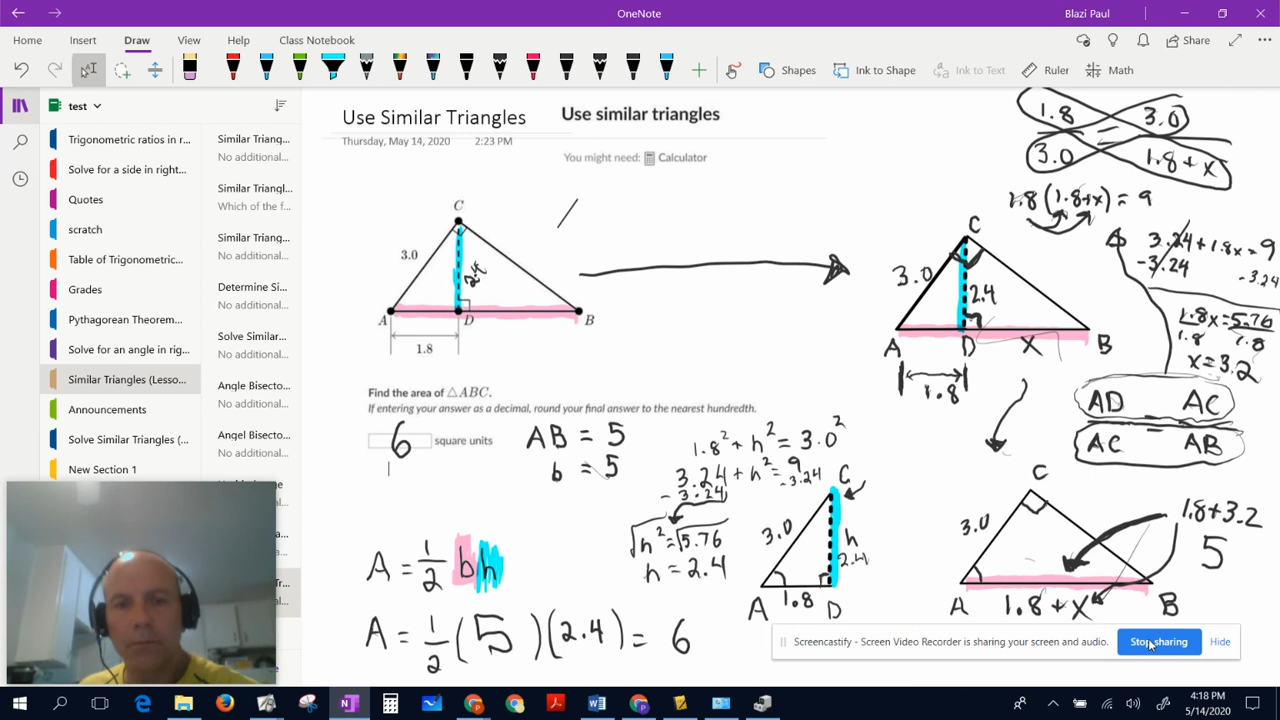 OneNote
Blazi Paul
Home Insert Draw View Help Class Notebook
Share
Shapes Ink to Shape Ink to Text Ruler Math
test
Trigonometric ratios in r...
Solve for a side in right...
Quotes
scratch
Table of Trigonometric...
Grades
Pythagorean Theorem...
Solve for an angle in rig...
Similar Triangles (Lesso...
Announcements
Solve Similar Triangles (...
New Section 1
Similar Triang...
No additional...
Similar Triangl...
Which of the f...
Similar Triang...
No additional...
Determine Si...
No additional...
Solve Similar...
No additional...
Angle Bisecto...
No additional...
Angel Bisecto...
No additional...
Use Similar Triangles
Thursday, May 14, 2020 2:23 PM
Use similar triangles
You might need: Calculator
C
3.0
2.4
A D B
1.8
Find the area of △ABC.
If entering your answer as a decimal, round your final answer to the nearest hundredth.
6 square units
AB = 5
b = 5
A = 1/2 bh
A = 1/2 (5)(2.4) = 6
1.8² + h² = 3.0²
3.24 + h² = 9
- 3.24 - 3.24
√h² = √5.76
h = 2.4
C
3.0
h
2.4
A 1.8 D
1.8 = 3.0
3.0 1.8 + x
1.8(1.8+x) = 9
3.24 + 1.8x = 9
- 3.24 - 3.24
1.8x = 5.76
1.8 1.8
x = 3.2
C
3.0
2.4
A D X B
1.8
AD = AC
AC AB
C
3.0
A 1.8 + x B
1.8 + 3.2
5
Screencastify - Screen Video Recorder is sharing your screen and audio.
Stop sharing
Hide
4:18 PM
5/14/2020